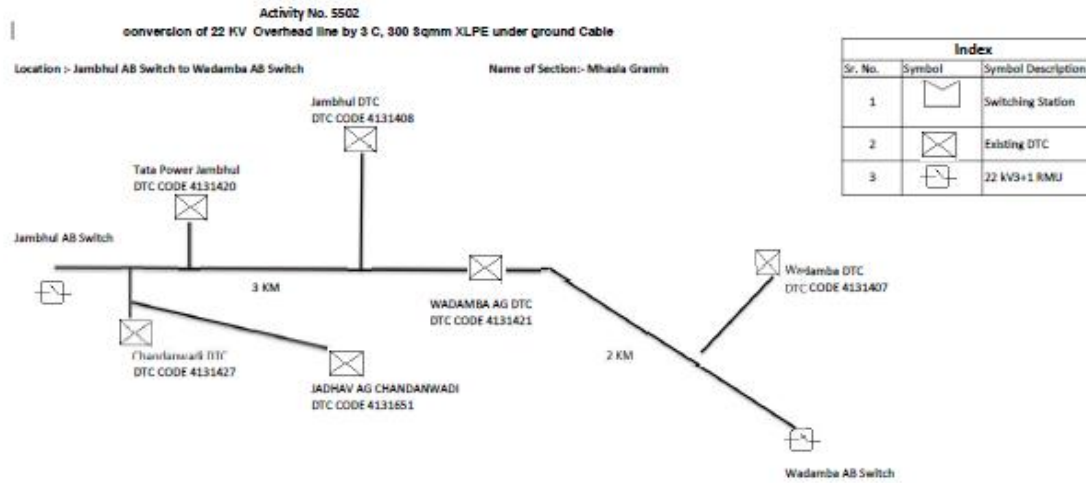 Activity No. 5502
conversion of 22 KV Overhead line by 3 C, 300 Sqmm XLPE under ground Cable
Location :- Jambhul AB Switch to Wadamba AB Switch
Name of Section:- Mhasla Gramin
Index
Sr. No. Symbol Symbol Description
1 Switching Station
2 Existing DTC
3 22 kV3+1 RMU
Jambhul DTC
DTC CODE 4131408
Tata Power Jambhul
DTC CODE 4131420
Jambhul AB Switch
3 KM
WADAMBA AG DTC
DTC CODE 4131421
Wadamba DTC
DTC CODE 4131407
Chandanwadi DTC
DTC CODE 4131427
JADHAV AG CHANDANWADI
DTC CODE 4131651
2 KM
Wadamba AB Switch